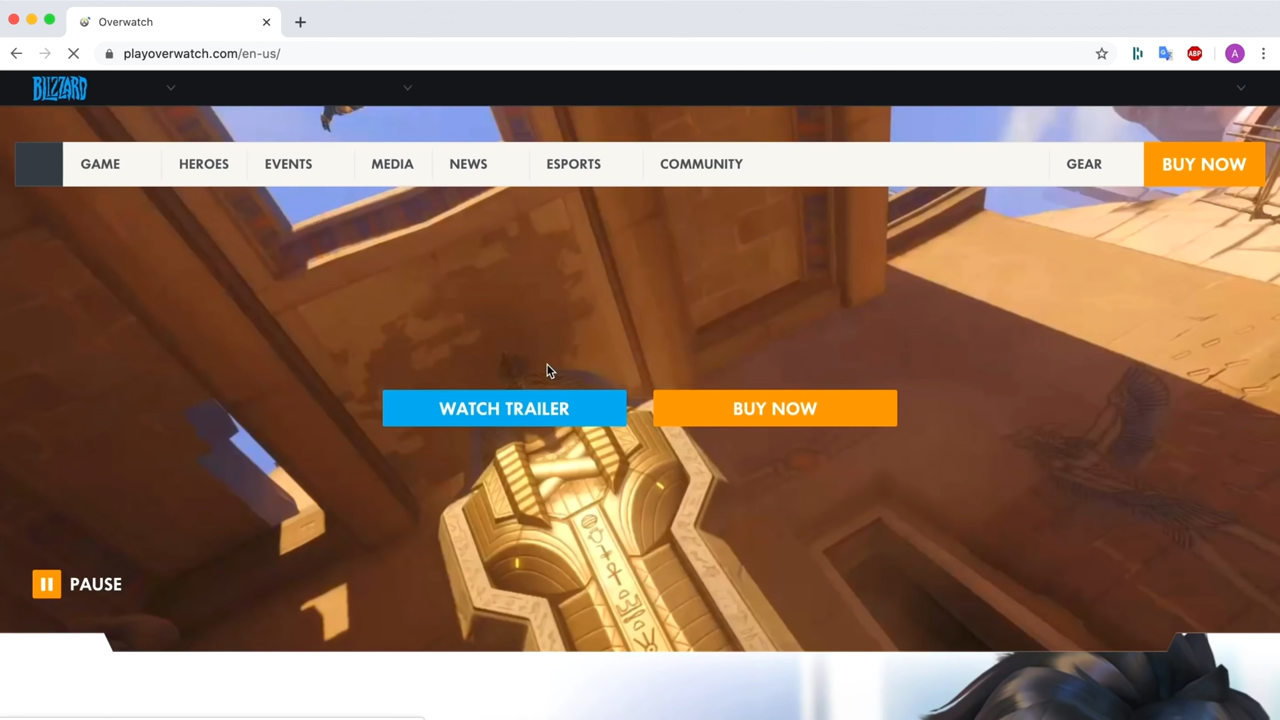 Overwatch
playoverwatch.com/en-us/
ABP
A
BLIZZARD
GAME HEROES EVENTS MEDIA NEWS ESPORTS COMMUNITY GEAR BUY NOW
WATCH TRAILER BUY NOW
PAUSE